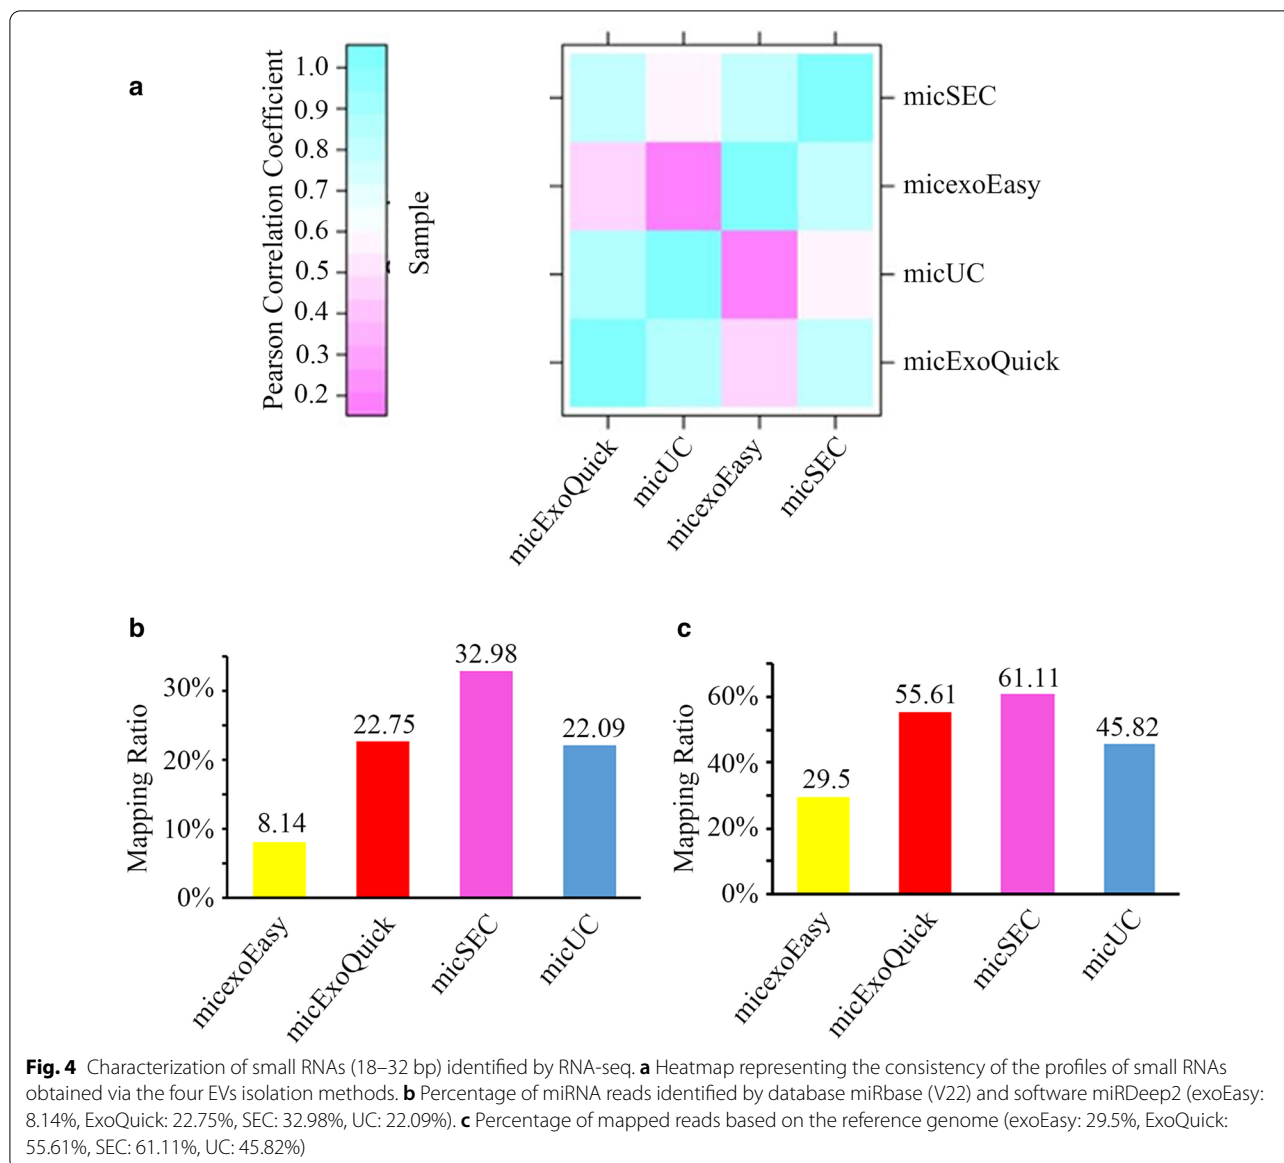 a
Pearson Correlation Coefficient
1.0
0.9
0.8
0.7
0.6
0.5
0.4
0.3
0.2
Sample
micSEC
micexoEasy
micUC
micExoQuick
micExoQuick
micUC
micexoEasy
micSEC
b
Mapping Ratio
30%
20%
10%
0%
8.14
22.75
32.98
22.09
micexoEasy
micExoQuick
micSEC
micUC
c
Mapping Ratio
60%
40%
20%
0%
29.5
55.61
61.11
45.82
micexoEasy
micExoQuick
micSEC
micUC
Fig. 4 Characterization of small RNAs (18–32 bp) identified by RNA-seq. a Heatmap representing the consistency of the profiles of small RNAs
obtained via the four EVs isolation methods. b Percentage of miRNA reads identified by database miRbase (V22) and software miRDeep2 (exoEasy:
8.14%, ExoQuick: 22.75%, SEC: 32.98%, UC: 22.09%). c Percentage of mapped reads based on the reference genome (exoEasy: 29.5%, ExoQuick:
55.61%, SEC: 61.11%, UC: 45.82%)